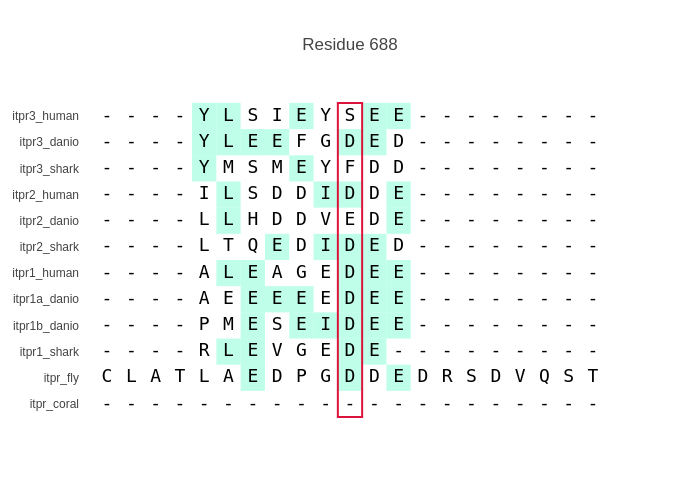 Residue 688
itpr3_human - - - - Y L S I E Y S E E - - - - - - - -
itpr3_danio - - - - Y L E E F G D E D - - - - - - - -
itpr3_shark - - - - Y M S M E Y F D D - - - - - - - -
itpr2_human - - - - I L S D D I D D E - - - - - - - -
itpr2_danio - - - - L L H D D V E D E - - - - - - - -
itpr2_shark - - - - L T Q E D I D E D - - - - - - - -
itpr1_human - - - - A L E A G E D E E - - - - - - - -
itpr1a_danio - - - - A E E E E E D E E - - - - - - - -
itpr1b_danio - - - - P M E S E I D E E - - - - - - - -
itpr1_shark - - - - R L E V G E D E - - - - - - - - -
itpr_fly C L A T L A E D P G D D E D R S D V Q S T
itpr_coral - - - - - - - - - - - - - - - - - - - - -